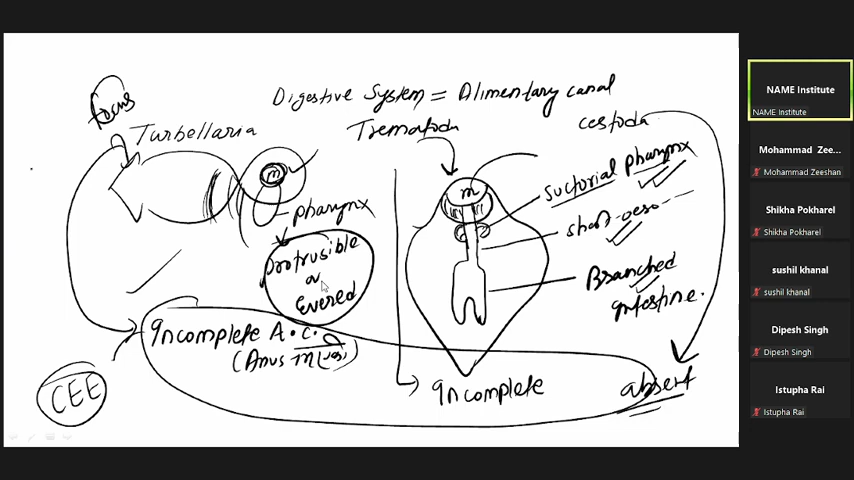 Digestive System = Alimentary canal
focus
Turbellaria
Trematoda
cestoda
m
pharynx
protrusible
or
Evered
Incomplete A.C.
(Anus
CEE
m
suctorial pharynx
short oeso---
Branched
intestine.
Incomplete
absent
NAME Institute
NAME Institute
Mohammad Zee...
Mohammad Zeeshan
Shikha Pokharel
Shikha Pokharel
sushil khanal
sushil khanal
Dipesh Singh
Dipesh Singh
Istupha Rai
Istupha Rai